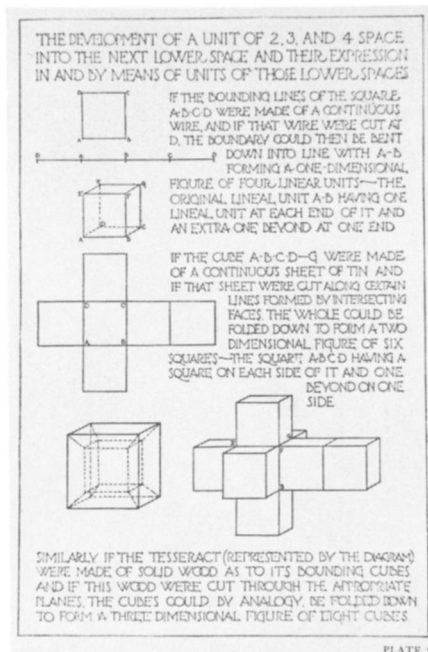 THE DEVELOPMENT OF A UNIT OF 2, 3, AND 4 SPACE
INTO THE NEXT LOWER SPACE AND THEIR EXPRESSION
IN AND BY MEANS OF UNITS OF THOSE LOWER SPACES
D C
A B
IF THE BOUNDING LINES OF THE SQUARE
A-B-C-D WERE MADE OF A CONTINUOUS
WIRE, AND IF THAT WIRE WERE CUT AT
D, THE BOUNDARY COULD THEN BE BENT
DOWN INTO LINE WITH A-B
FORMING A ONE-DIMENSIONAL
FIGURE OF FOUR LINEAR UNITS—THE
ORIGINAL LINEAL UNIT A-B HAVING ONE
LINEAL UNIT AT EACH END OF IT AND
AN EXTRA ONE BEYOND AT ONE END
IF THE CUBE A-B-C-D—G WERE MADE
OF A CONTINUOUS SHEET OF TIN AND
IF THAT SHEET WERE CUT ALONG CERTAIN
LINES FORMED BY INTERSECTING
FACES, THE WHOLE COULD BE
FOLDED DOWN TO FORM A TWO
DIMENSIONAL FIGURE OF SIX
SQUARES—THE SQUARE A-B-C-D HAVING A
SQUARE ON EACH SIDE OF IT AND ONE
BEYOND ON ONE
SIDE
D C
A B
SIMILARLY IF THE TESSERACT (REPRESENTED BY THE DIAGRAM)
WERE MADE OF SOLID WOOD AS TO ITS BOUNDING CUBES
AND IF THIS WOOD WERE CUT THROUGH THE APPROPRIATE
PLANES, THE CUBES COULD BY ANALOGY, BE FOLDED DOWN
TO FORM A THREE DIMENSIONAL FIGURE OF EIGHT CUBES
PLATE